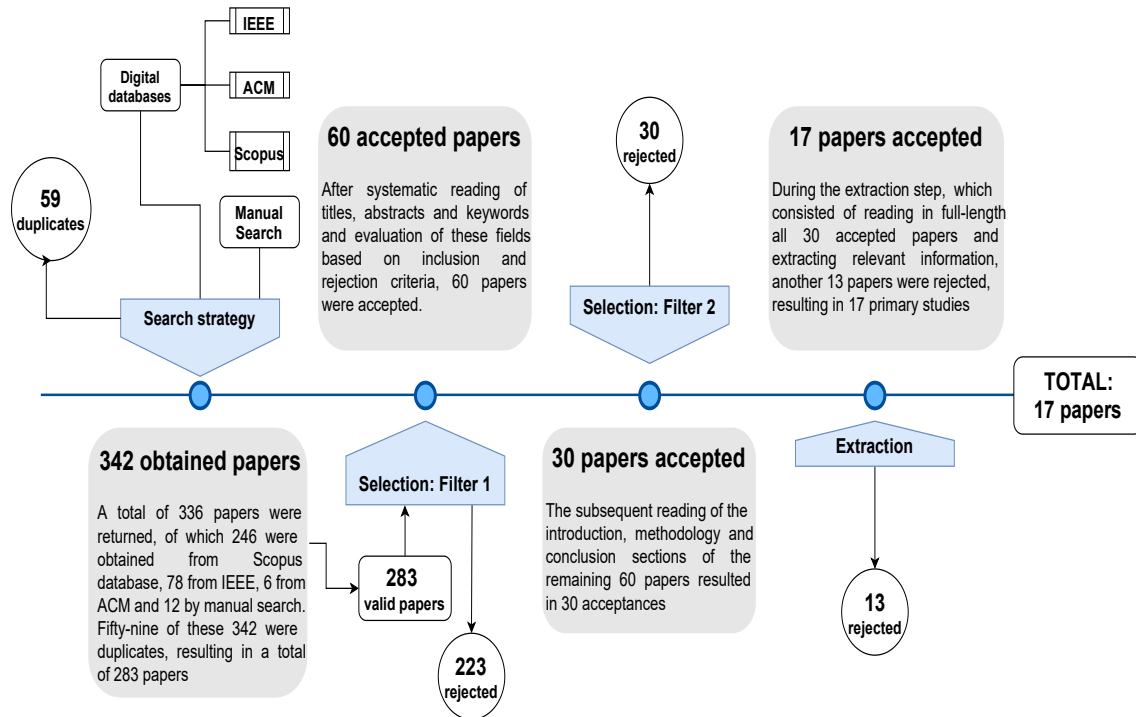 IEEE
Digital
databases
ACM
Scopus
59
duplicates
Manual
Search
Search strategy
60 accepted papers
After systematic reading of
titles, abstracts and keywords
and evaluation of these fields
based on inclusion and
rejection criteria, 60 papers
were accepted.
30
rejected
Selection: Filter 2
17 papers accepted
During the extraction step, which
consisted of reading in full-length
all 30 accepted papers and
extracting relevant information,
another 13 papers were rejected,
resulting in 17 primary studies
TOTAL:
17 papers
342 obtained papers
A total of 336 papers were
returned, of which 246 were
obtained from Scopus
database, 78 from IEEE, 6 from
ACM and 12 by manual search.
Fifty-nine of these 342 were
duplicates, resulting in a total
of 283 papers
Selection: Filter 1
283
valid papers
223
rejected
30 papers accepted
The subsequent reading of the
introduction, methodology and
conclusion sections of the
remaining 60 papers resulted
in 30 acceptances
Extraction
13
rejected